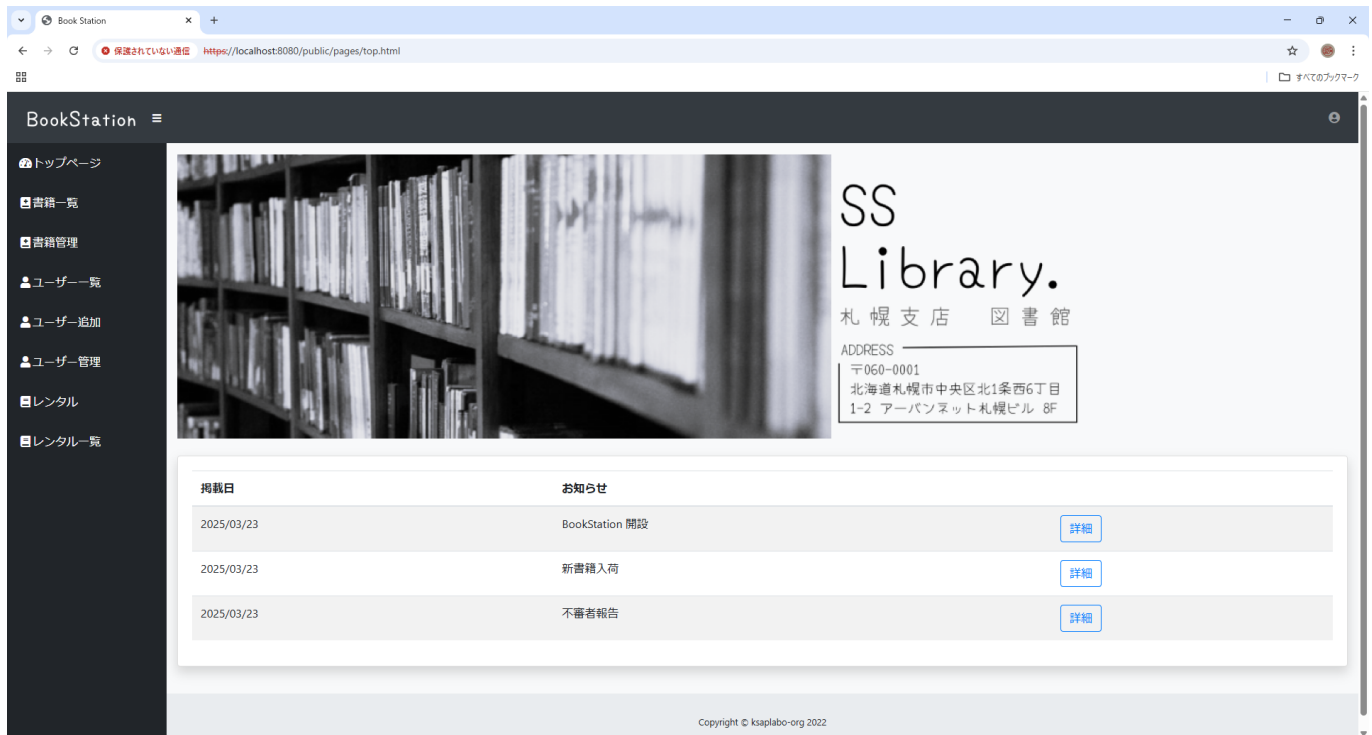 Book Station
保護されていない通信 https://localhost:8080/public/pages/top.html
すべてのブックマーク
BookStation
トップページ
書籍一覧
書籍管理
ユーザー一覧
ユーザー追加
ユーザー管理
レンタル
レンタル一覧
SS
Library.
札幌支店 図書館
ADDRESS
〒060-0001
北海道札幌市中央区北1条西6丁目
1-2 アーバンネット札幌ビル 8F
掲載日 お知らせ
2025/03/23 BookStation 開設 詳細
2025/03/23 新書籍入荷 詳細
2025/03/23 不審者報告 詳細
Copyright © ksaplabo-org 2022